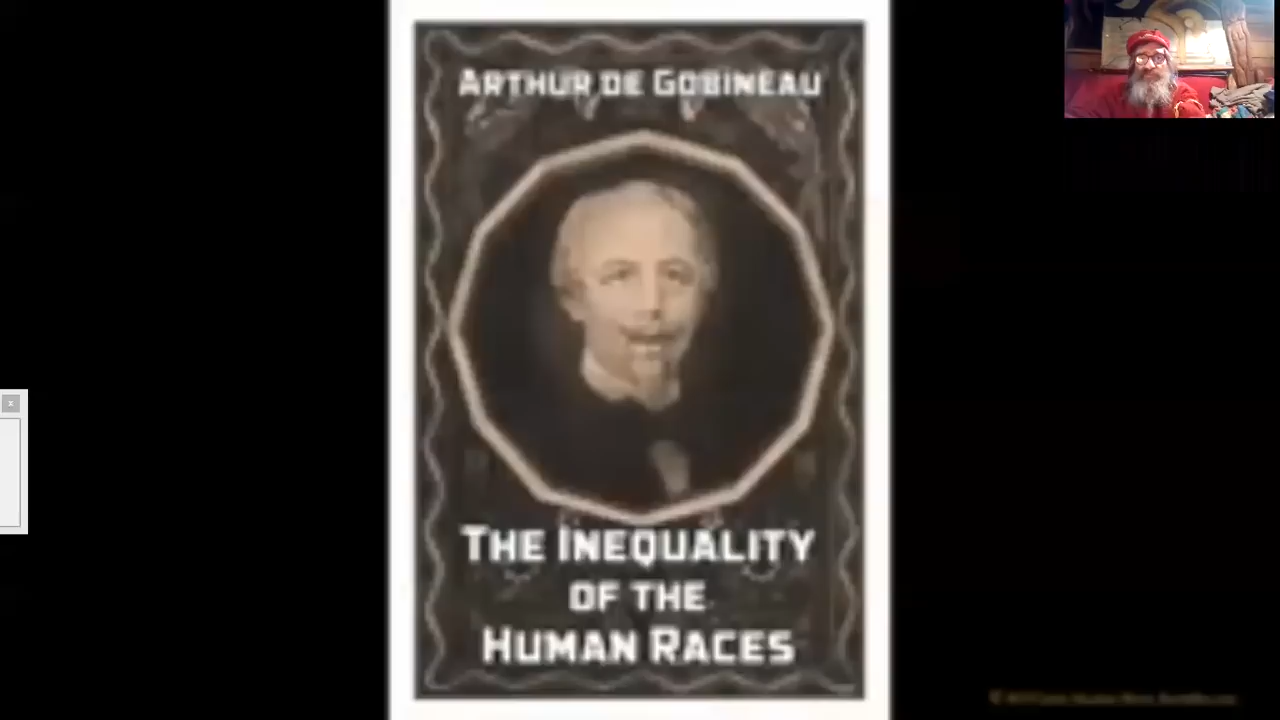 ARTHUR DE GOBINEAU
THE INEQUALITY
OF THE
HUMAN RACES